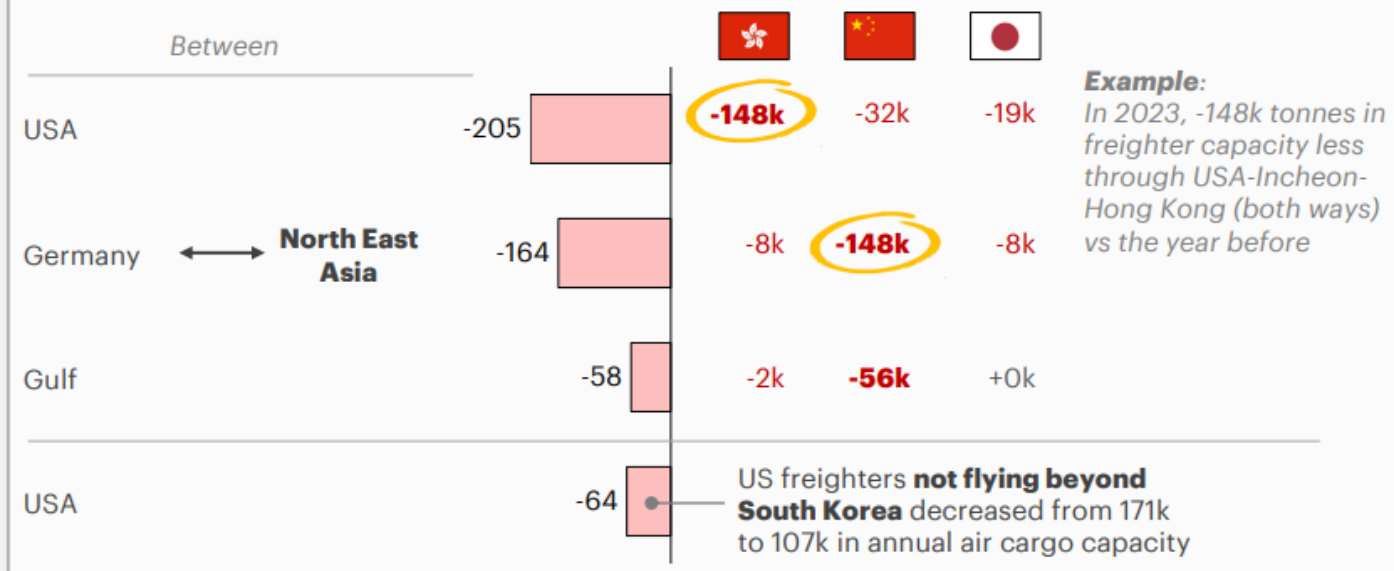 Between
USA
-205
-148k
-32k
-19k
Example:
In 2023, -148k tonnes in
freighter capacity less
through USA-Incheon-
Hong Kong (both ways)
vs the year before
Germany
North East
Asia
-164
-8k
-148k
-8k
Gulf
-58
-2k
-56k
+0k
USA
-64
US freighters not flying beyond
South Korea decreased from 171k
to 107k in annual air cargo capacity